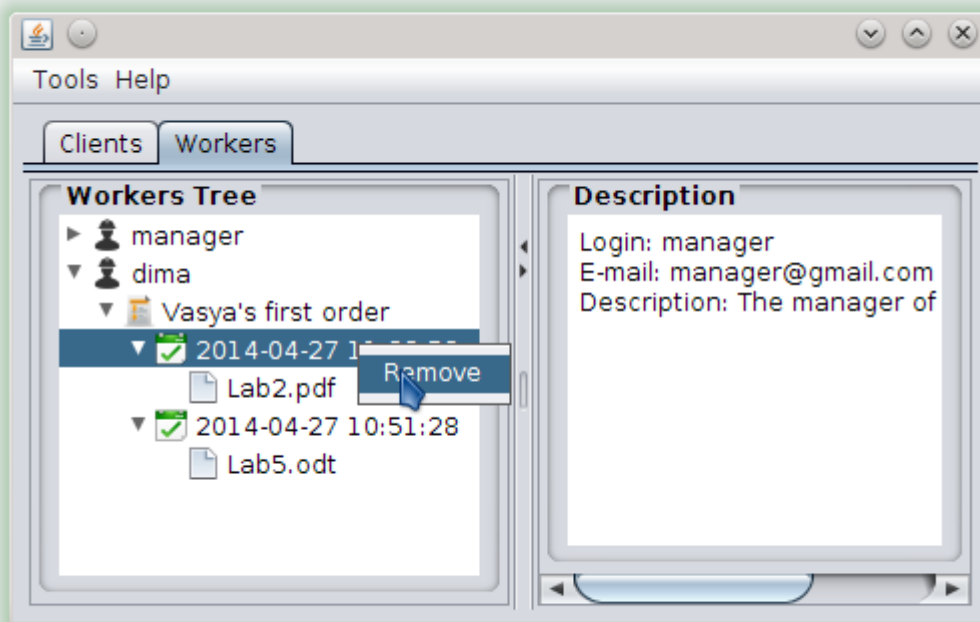 Tools Help
Clients Workers
Workers Tree
manager
dima
Vasya's first order
2014-04-27
Remove
Lab2.pdf
2014-04-27 10:51:28
Lab5.odt
Description
Login: manager
E-mail: manager@gmail.com
Description: The manager of